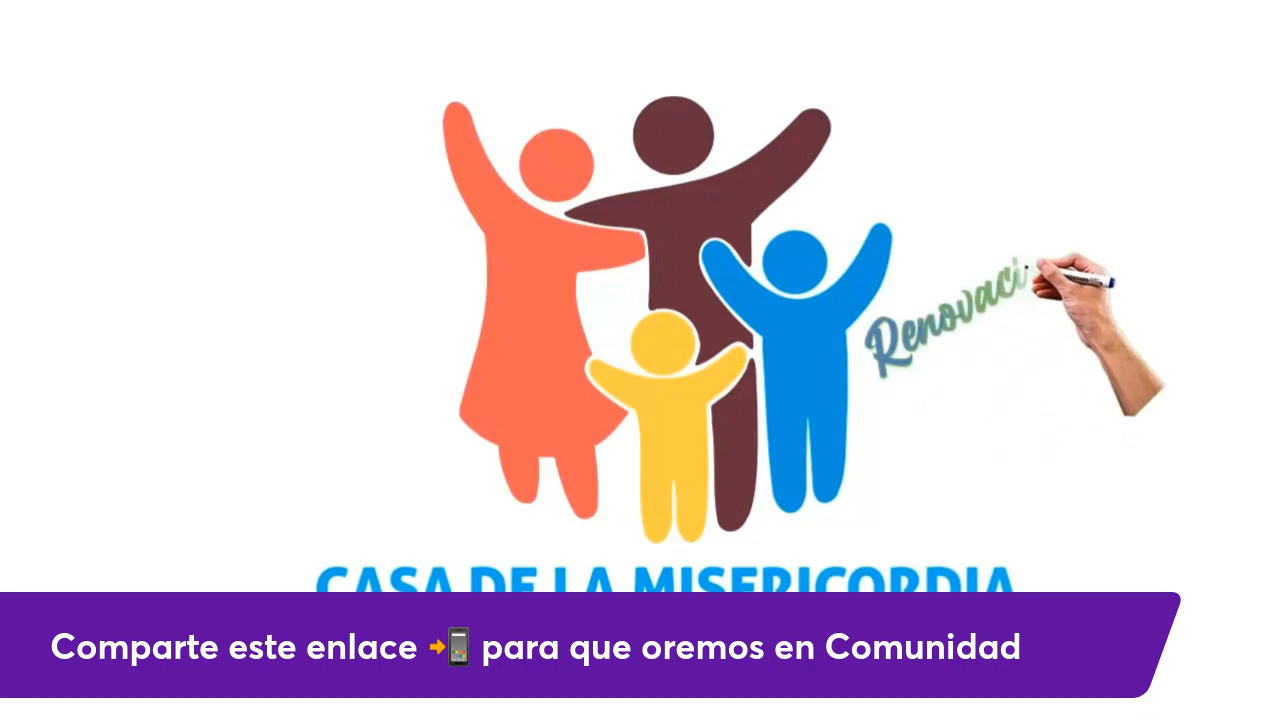 Renovaci
CASA DE LA MISERICORDIA
Comparte este enlace 📲 para que oremos en Comunidad